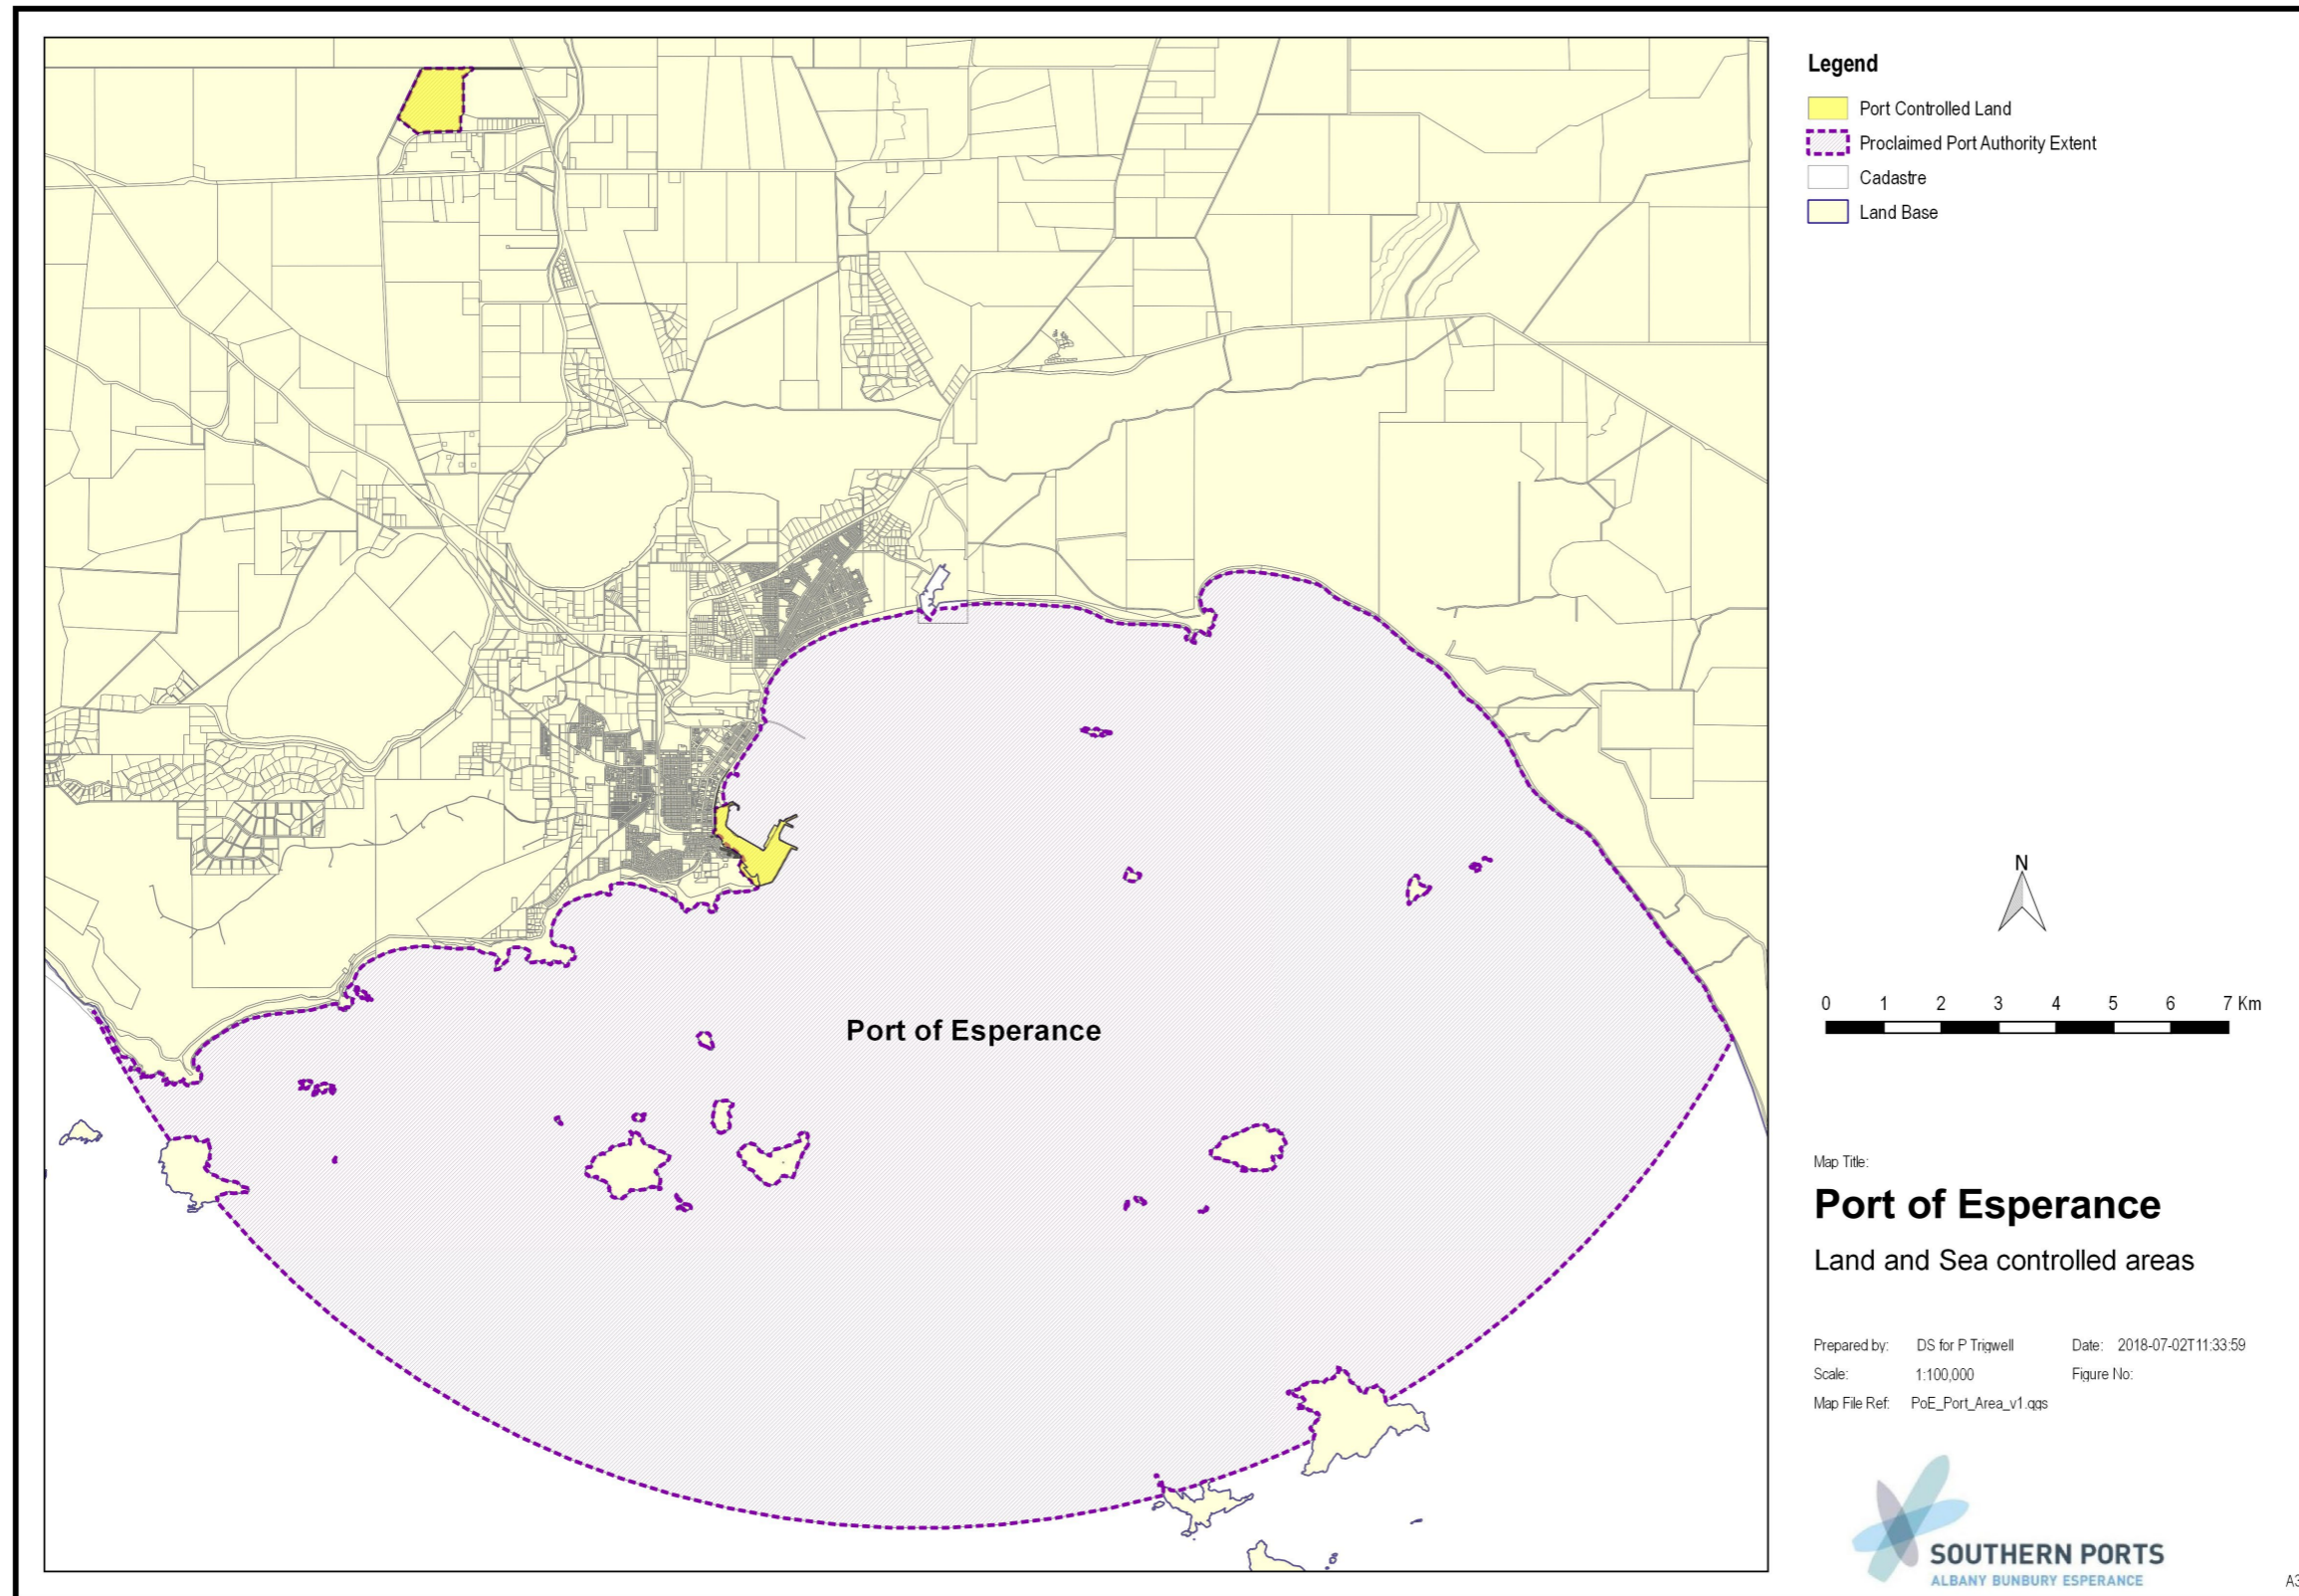 Legend
Port Controlled Land
Proclaimed Port Authority Extent
Cadastre
Land Base
Port of Esperance
N
0 1 2 3 4 5 6 7 Km
Map Title:
Port of Esperance
Land and Sea controlled areas
Prepared by: DS for P Trigwell Date: 2018-07-02T11:33:59
Scale: 1:100,000 Figure No:
Map File Ref: PoE_Port_Area_v1.qgs
SOUTHERN PORTS
ALBANY BUNBURY ESPERANCE
A3